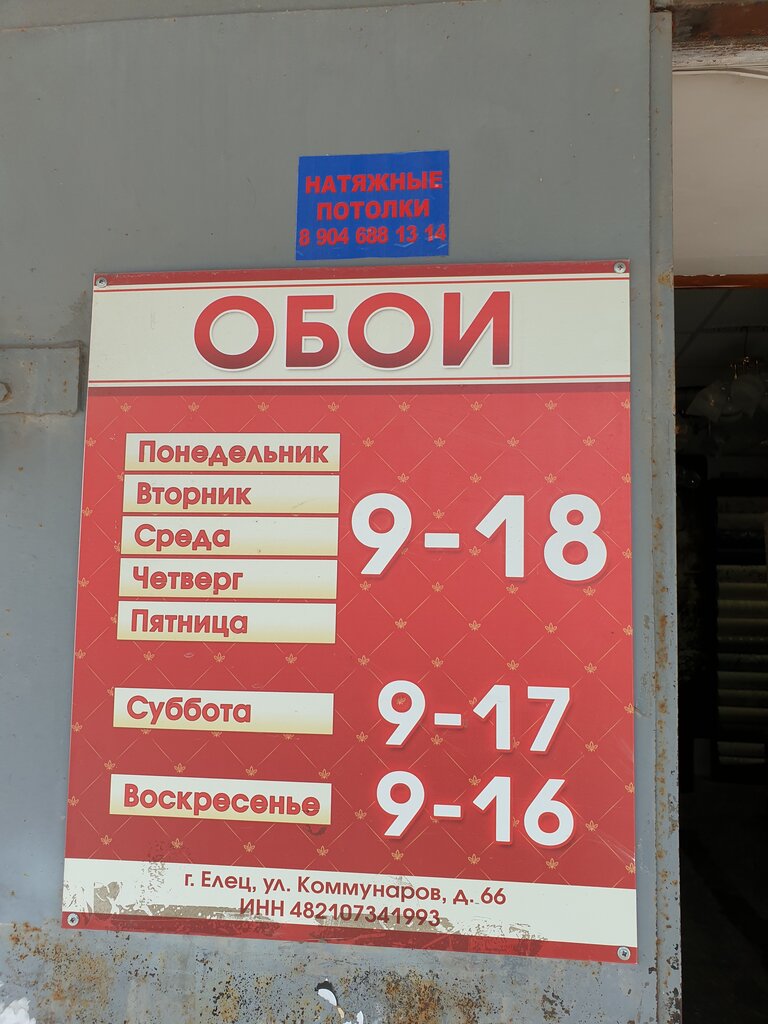 НАТЯЖНЫЕ
ПОТОЛКИ
8 904 688 13 14
ОБОИ
Понедельник
Вторник
Среда
Четверг
Пятница
9-18
Суббота 9-17
Воскресенье 9-16
г. Елец, ул. Коммунаров, д. 66
ИНН 482107341993